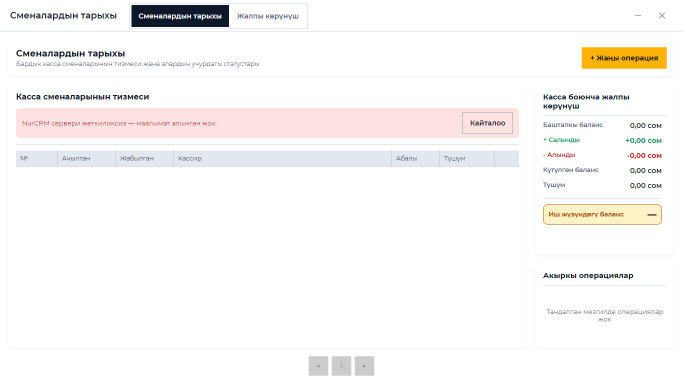 Сменалардын тарыхы
Сменалардын тарыхы
Жалпы көрүнүш
Сменалардын тарыхы
Бардык касса сменаларынын тизмеси жана алардын учурдагы статустары
+ Жаңы операция
Касса сменаларынын тизмеси
NurCRM сервери жеткиликсиз — маалымат алынган жок.
Кайталоо
№ Ачылган Жабылган Кассир Абалы Түшүм
Касса боюнча жалпы
көрүнүш
Баштапкы баланс 0,00 сом
+ Салынды +0,00 сом
- Алынды -0,00 сом
Күтүлгөн баланс 0,00 сом
Түшүм 0,00 сом
Иш жүзүндөгү баланс —
Акыркы операциялар
Тандалган мезгилде операциялар
жок
1